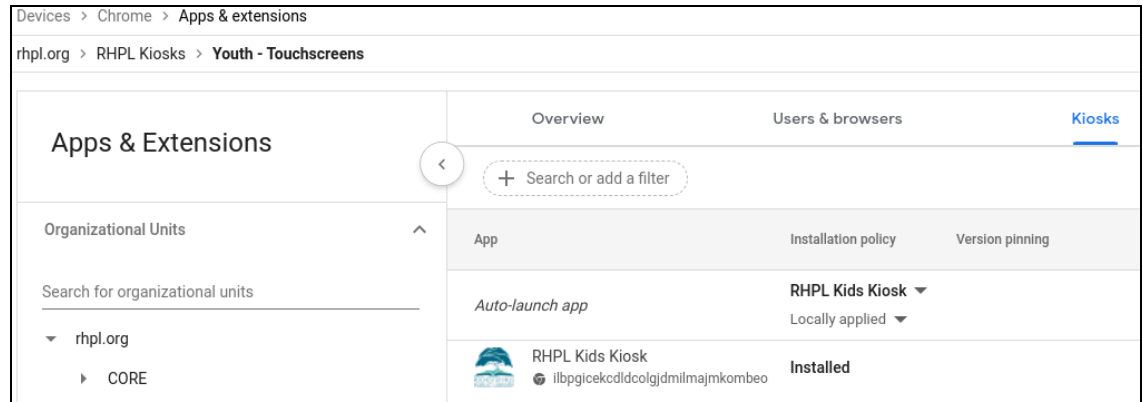 Devices > Chrome > Apps & extensions
rhpl.org > RHPL Kiosks > Youth - Touchscreens
Apps & Extensions
Organizational Units
Search for organizational units
rhpl.org
CORE
Overview Users & browsers Kiosks
+ Search or add a filter
App Installation policy Version pinning
Auto-launch app RHPL Kids Kiosk
Locally applied
RHPL Kids Kiosk Installed
ilbpgicekcdldcolgjdmilmajmkombeo